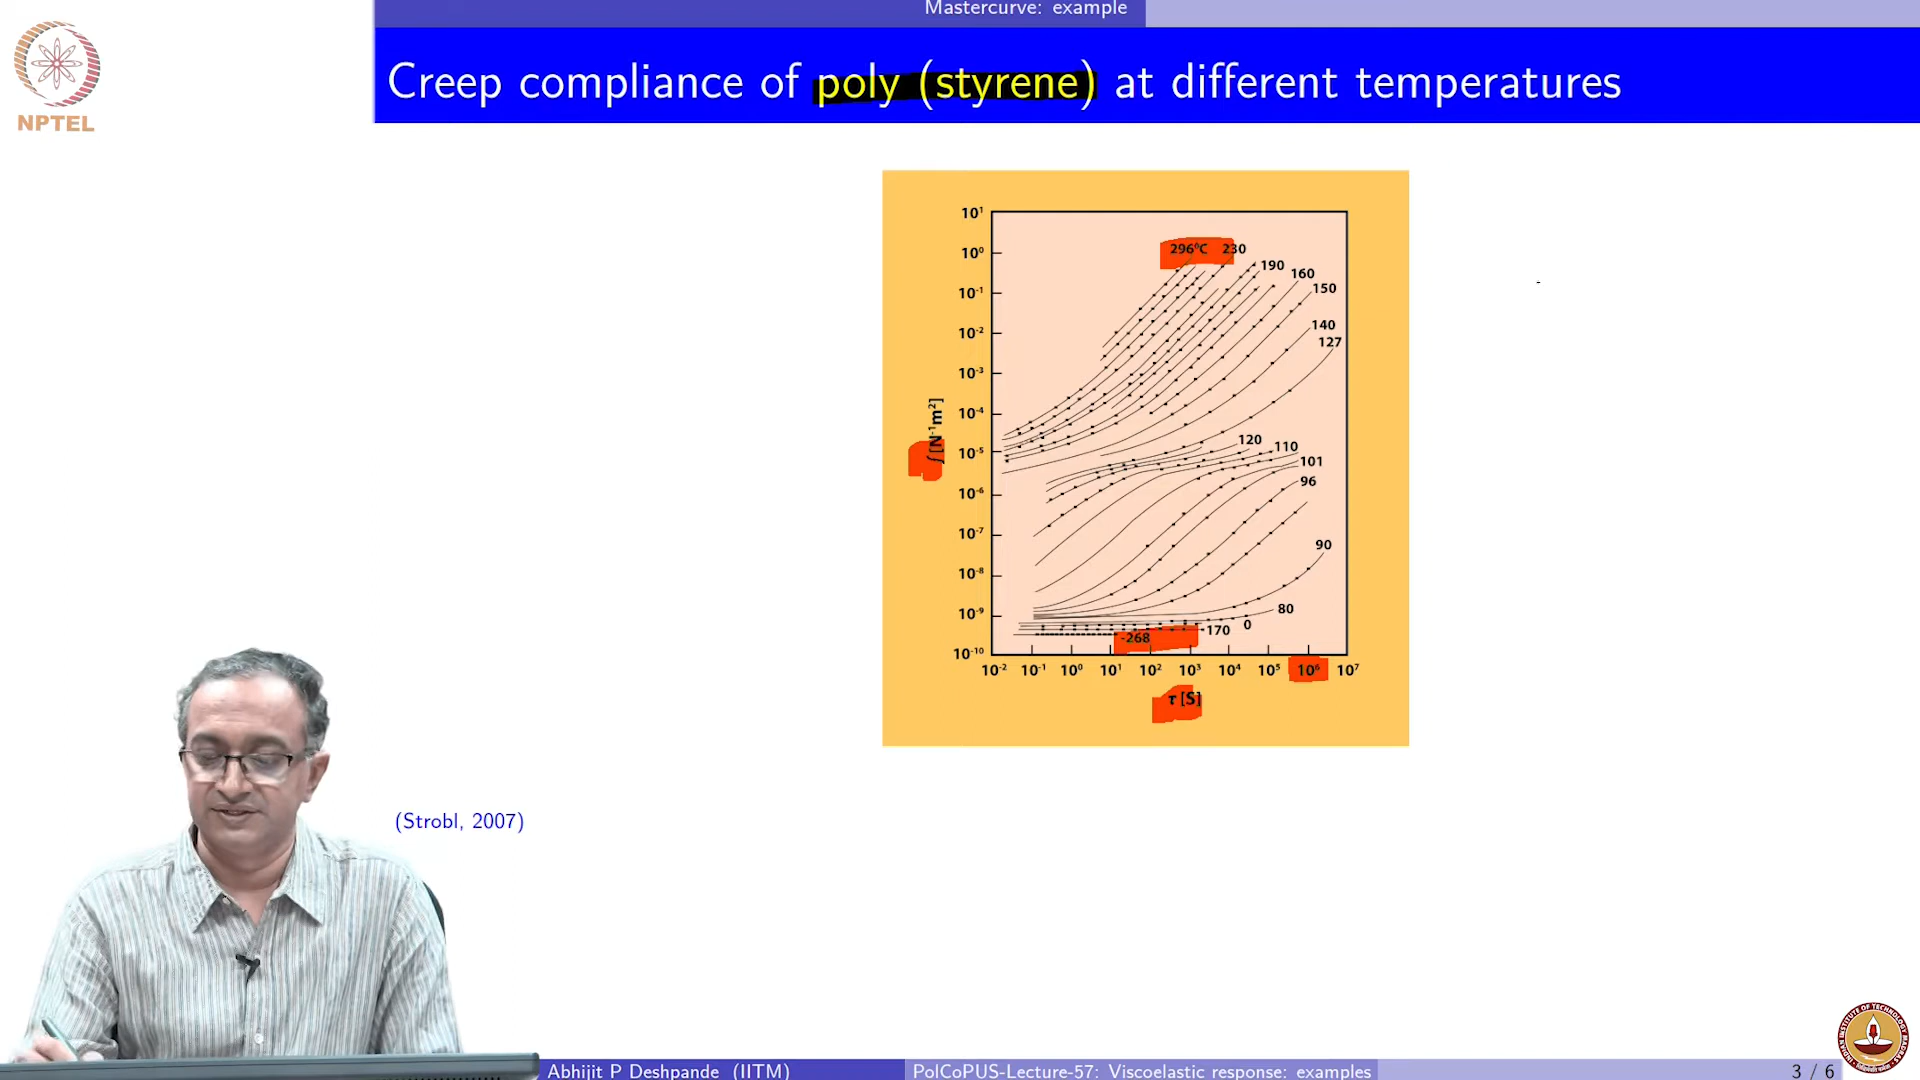 Mastercurve: example
NPTEL
Creep compliance of poly (styrene) at different temperatures
10¹
10⁰
10⁻¹
10⁻²
10⁻³
10⁻⁴
10⁻⁵
10⁻⁶
10⁻⁷
10⁻⁸
10⁻⁹
10⁻¹⁰
∫ [N⁻¹m²]
296⁰C 230
190
160
150
140
127
120
110
101
96
90
80
0
-170
-268
10⁻² 10⁻¹ 10⁰ 10¹ 10² 10³ 10⁴ 10⁵ 10⁶ 10⁷
τ [S]
(Strobl, 2007)
Abhijit P Deshpande (IITM) PolCoPUS-Lecture-57: Viscoelastic response: examples 3 / 6